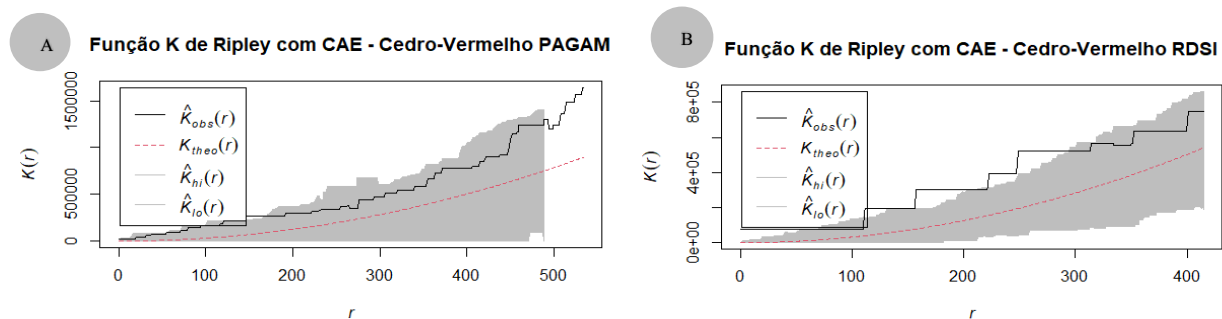 A
Função K de Ripley com CAE - Cedro-Vermelho PAGAM
K(r)
1500000
500000
0
K̂obs(r)
Ktheo(r)
K̂hi(r)
K̂lo(r)
0 100 200 300 400 500
r
B
Função K de Ripley com CAE - Cedro-Vermelho RDSI
K(r)
8e+05
4e+05
0e+00
K̂obs(r)
Ktheo(r)
K̂hi(r)
K̂lo(r)
0 100 200 300 400
r